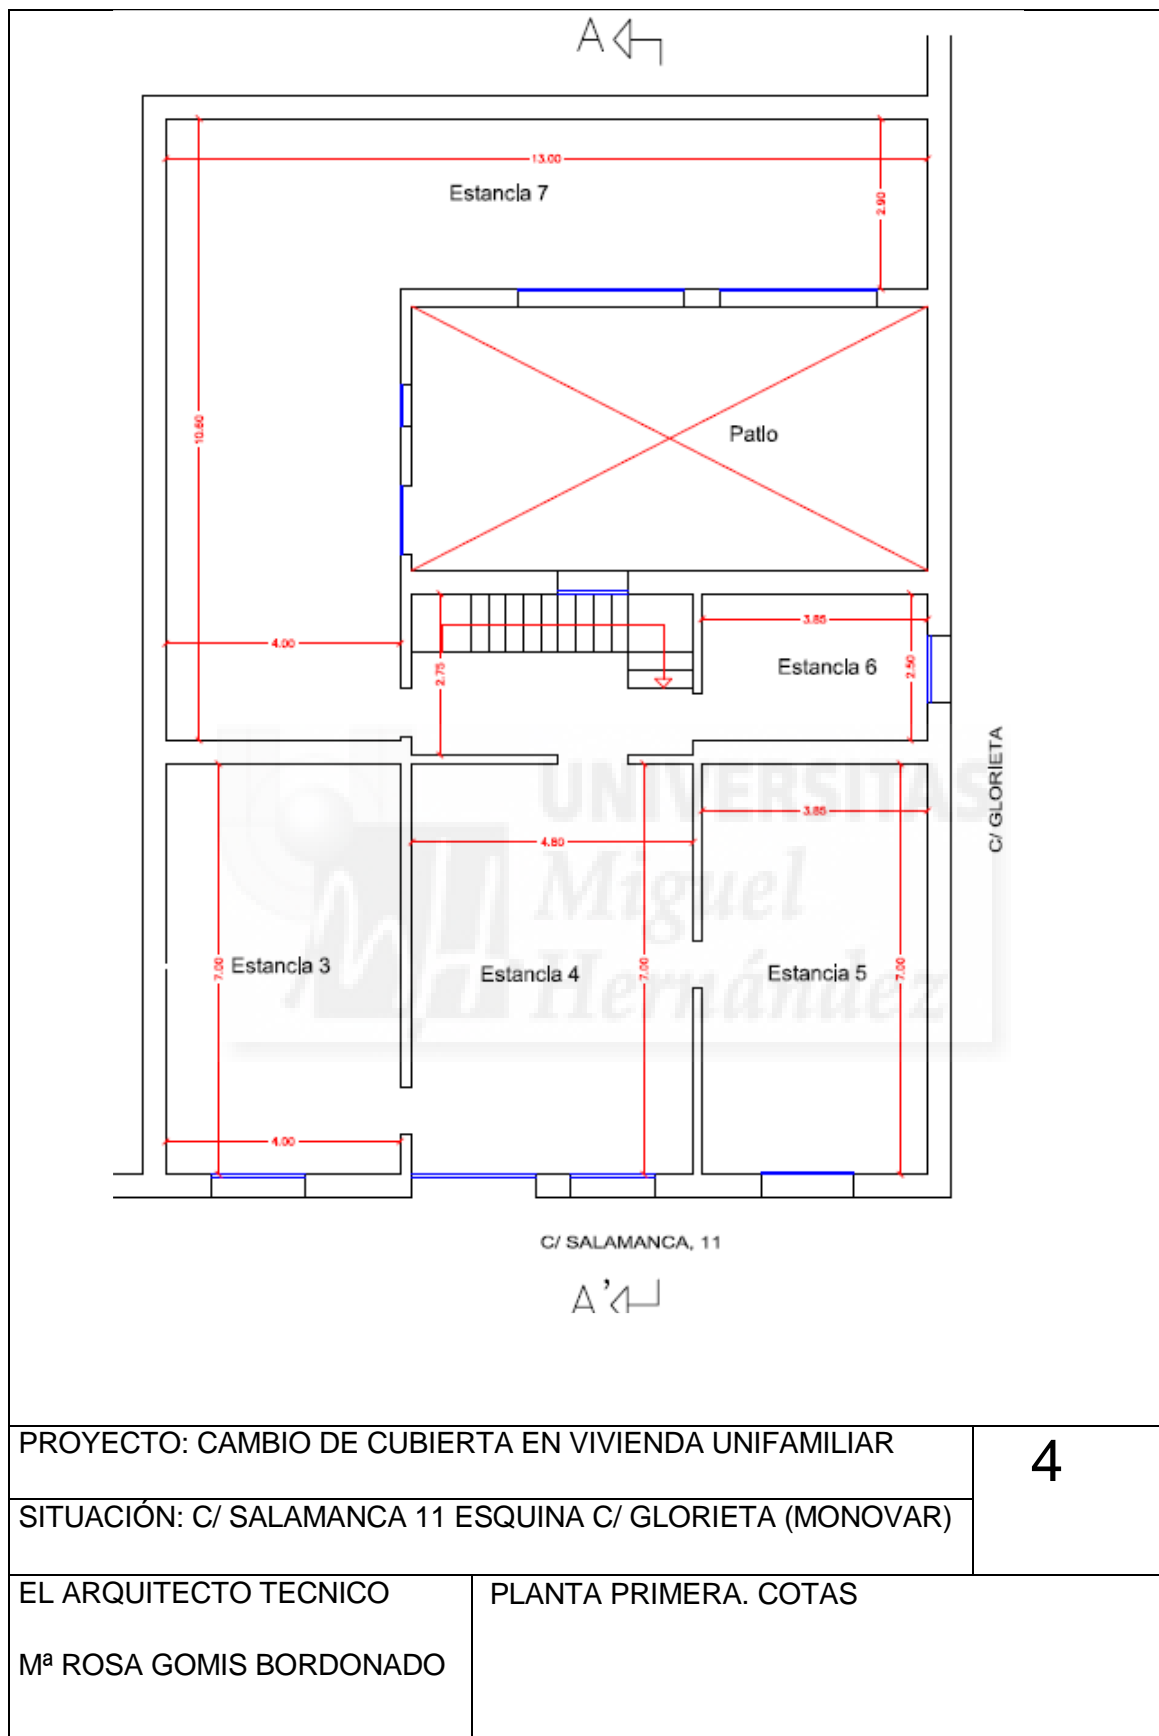 A
13.00
Estancia 7
2.90
10.60
Patio
4.00
2.75
3.85
Estancia 6
2.50
C/ GLORIETA
UNIVERSITAS
Miguel
Hernández
3.85
4.80
7.00
Estancia 3
Estancia 4
7.00
Estancia 5
7.00
4.00
C/ SALAMANCA, 11
A'
PROYECTO: CAMBIO DE CUBIERTA EN VIVIENDA UNIFAMILIAR
4
SITUACIÓN: C/ SALAMANCA 11 ESQUINA C/ GLORIETA (MONOVAR)
EL ARQUITECTO TECNICO
Mª ROSA GOMIS BORDONADO
PLANTA PRIMERA. COTAS